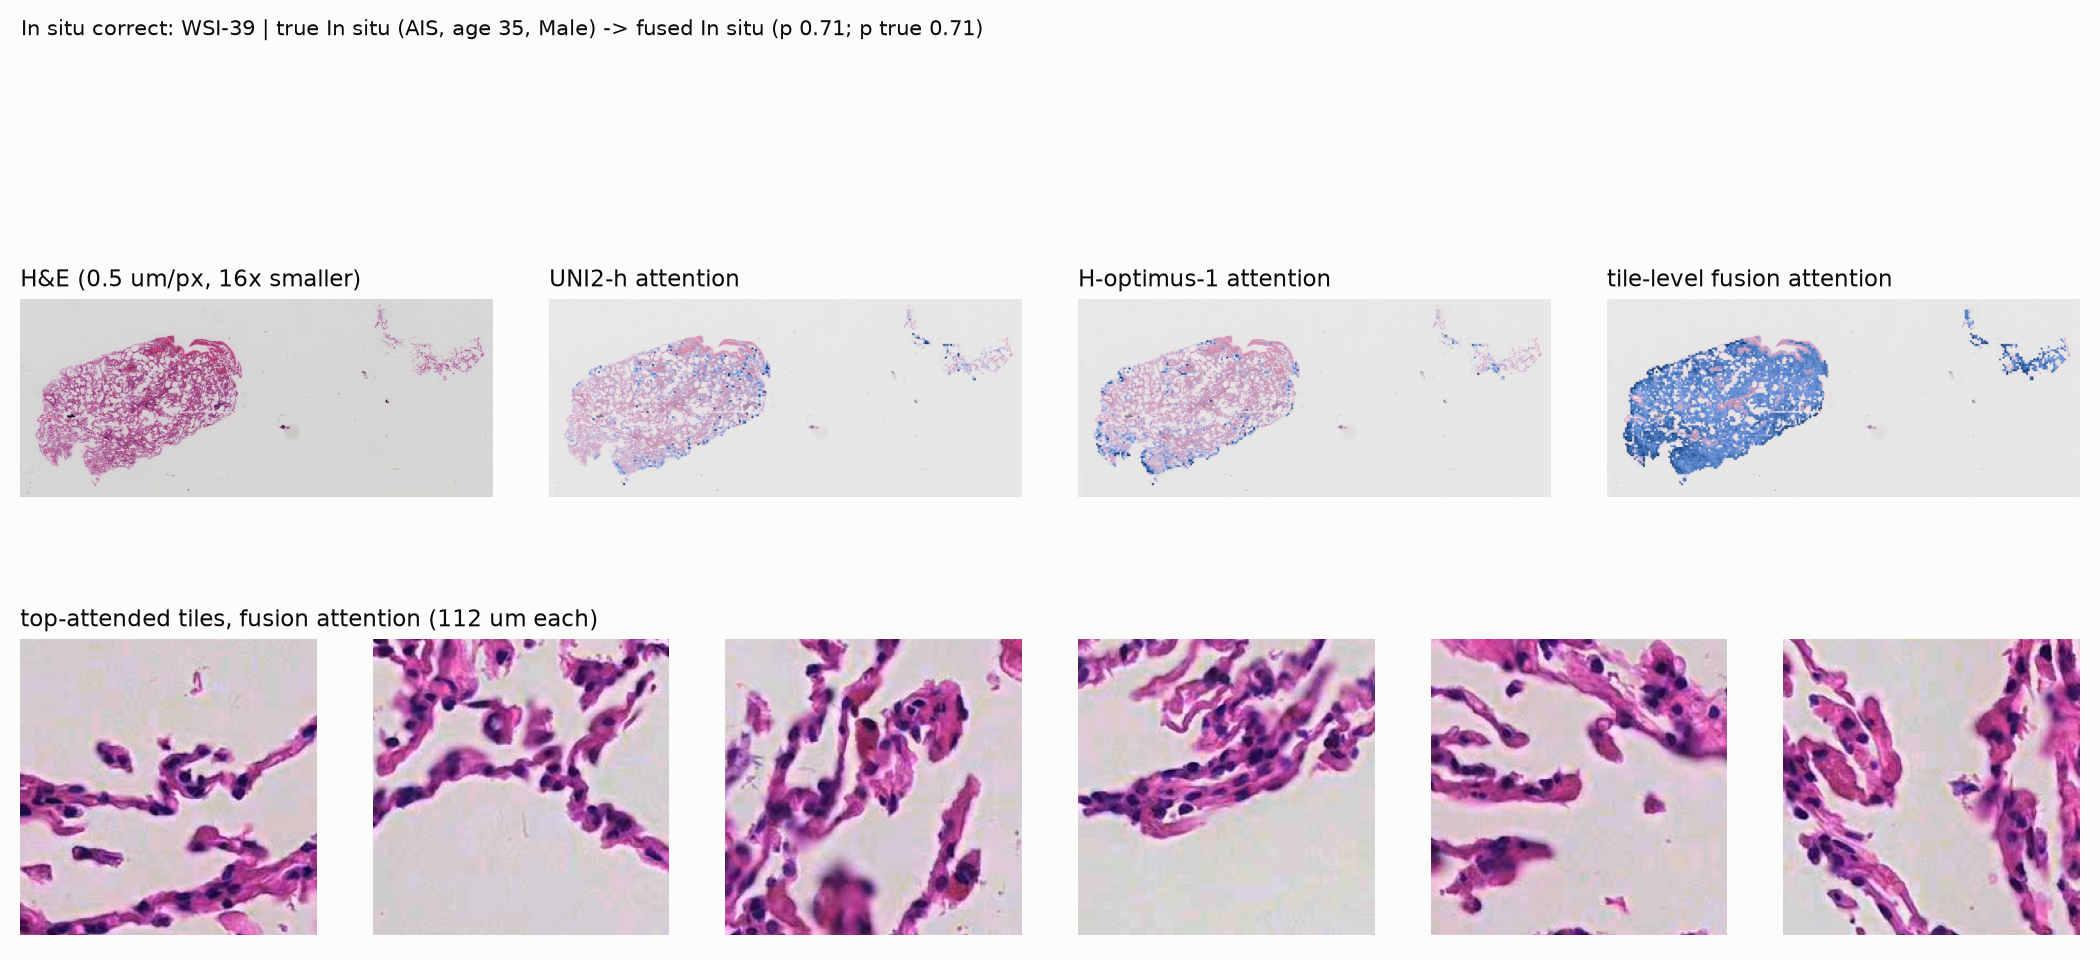 In situ correct: WSI-39 | true In situ (AIS, age 35, Male) -> fused In situ (p 0.71; p true 0.71)
H&E (0.5 um/px, 16x smaller)
UNI2-h attention
H-optimus-1 attention
tile-level fusion attention
top-attended tiles, fusion attention (112 um each)